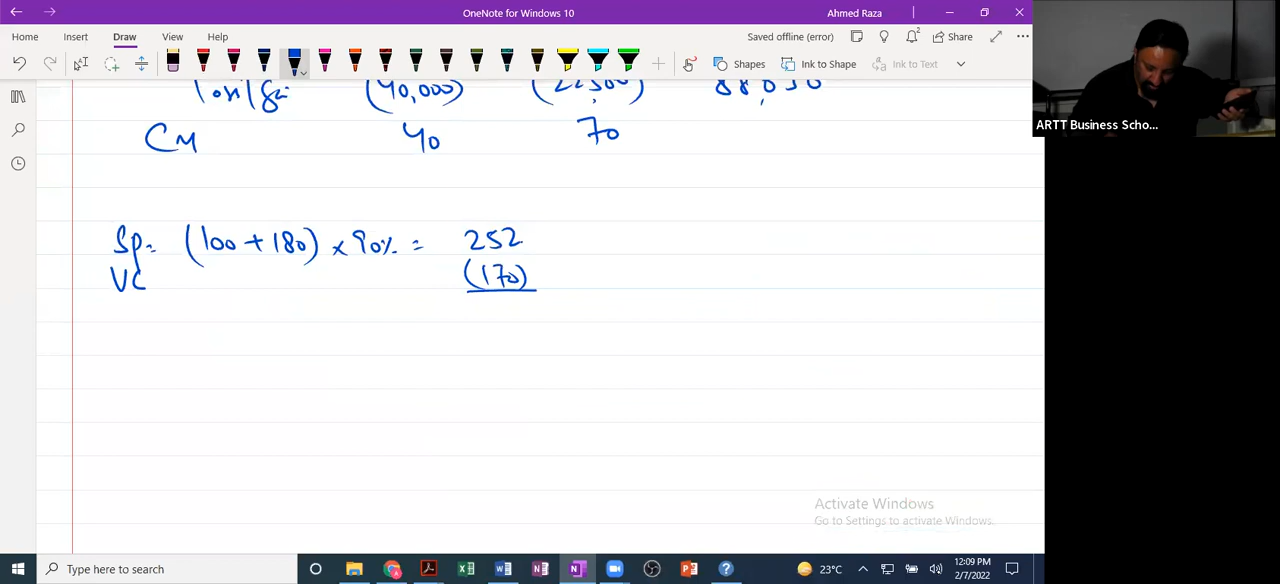 OneNote for Windows 10
Ahmed Raza
Home Insert Draw View Help
Saved offline (error)
Share
Shapes
Ink to Shape
Ink to Text
ARTT Business Scho...
(40,000)
CM 40 70
Sp= (100 + 180) × 90% = 252
VC (170)
Activate Windows
Go to Settings to activate Windows.
Type here to search
23°C
12:09 PM
2/7/2022